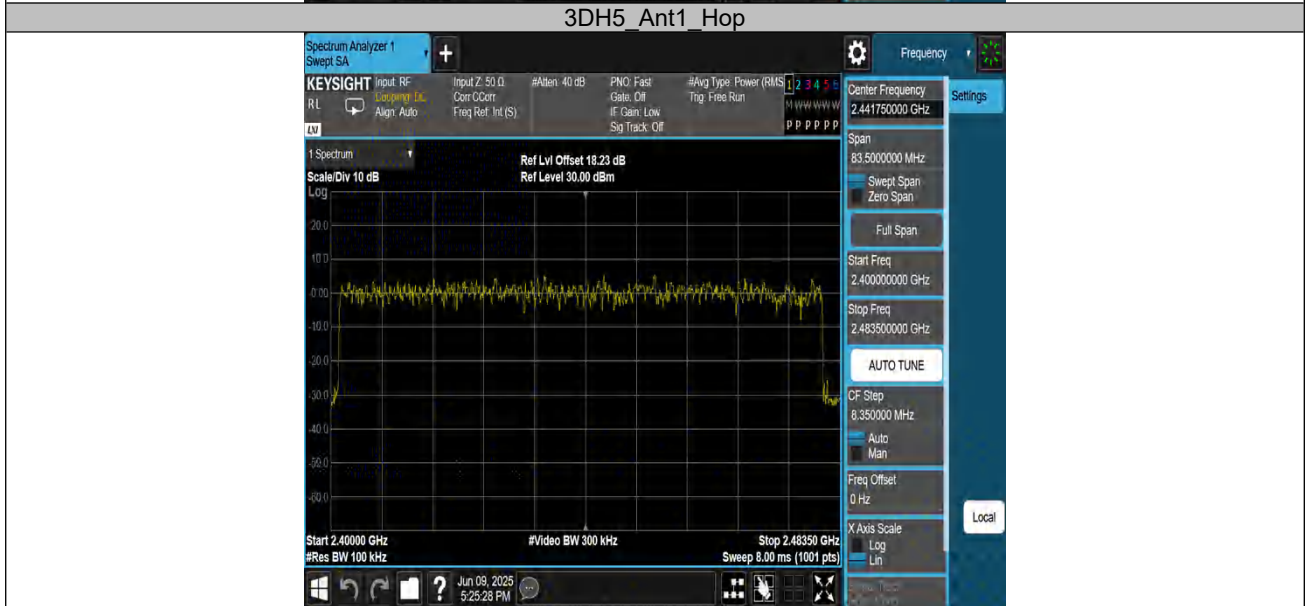 3DH5_Ant1_Hop
Spectrum Analyzer 1
Swept SA
+
Frequency
KEYSIGHT
Input: RF
Input Z: 50 Ω
#Atten: 40 dB
PNO: Fast
#Avg Type: Power (RMS
1 2 3 4 5 6
RL
Coupling: DC
Corr CCorr
Gate: Off
Trig: Free Run
Align: Auto
Freq Ref: Int (S)
IF Gain: Low
M W W W W W
Sig Track: Off
P P P P P P
LXI
Center Frequency
2.441750000 GHz
Settings
Span
83.5000000 MHz
Swept Span
Zero Span
Full Span
Start Freq
2.400000000 GHz
Stop Freq
2.483500000 GHz
AUTO TUNE
CF Step
8.350000 MHz
Auto
Man
Freq Offset
0 Hz
X Axis Scale
Log
Lin
Local
1 Spectrum
Ref Lvl Offset 18.23 dB
Scale/Div 10 dB
Ref Level 30.00 dBm
Log
20.0
10.0
0.00
-10.0
-20.0
-30.0
-40.0
-50.0
-60.0
Start 2.40000 GHz
#Video BW 300 kHz
Stop 2.48350 GHz
#Res BW 100 kHz
Sweep 8.00 ms (1001 pts)
?
Jun 09, 2025
5:25:28 PM